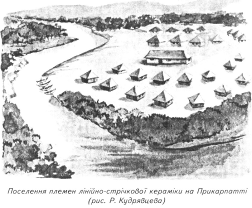 Поселення племен лінійно-стрічкової кераміки на Прикарпатті
(рис. Р. Кудрявцева)